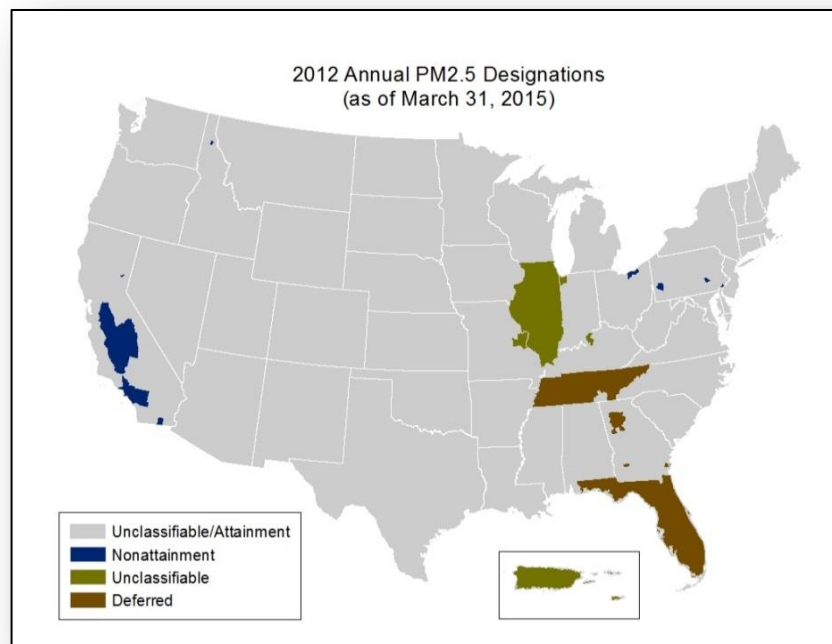 2012 Annual PM2.5 Designations
(as of March 31, 2015)
Unclassifiable/Attainment
Nonattainment
Unclassifiable
Deferred